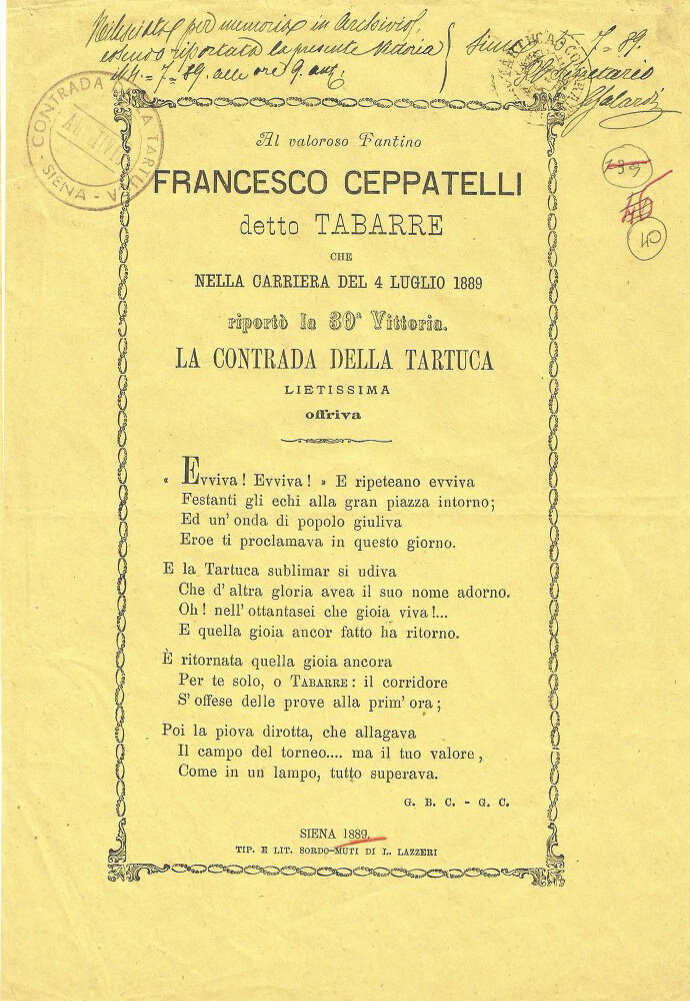 per memoria in Archivio,
essendo riportata la presente Vittoria
il 4 = 7 = 89. alle ore 9. ant:
7 - 89.
Il Segretario
CONTRADA DELLA TARTUCA
- SIENA -
139
46
40
Al valoroso Fantino
FRANCESCO CEPPATELLI
detto TABARRE
CHE
NELLA CARRIERA DEL 4 LUGLIO 1889
riportò la 39ª Vittoria.
LA CONTRADA DELLA TARTUCA
LIETISSIMA
offriva
« Evviva! Evviva! » E ripeteano evviva
Festanti gli echi alla gran piazza intorno;
Ed un' onda di popolo giuliva
Eroe ti proclamava in questo giorno.
E la Tartuca sublimar si udiva
Che d' altra gloria avea il suo nome adorno.
Oh! nell' ottantasei che gioia viva!...
E quella gioia ancor fatto ha ritorno.
È ritornata quella gioia ancora
Per te solo, o TABARRE: il corridore
S' offese delle prove alla prim' ora;
Poi la piova dirotta, che allagava
Il campo del torneo.... ma il tuo valore,
Come in un lampo, tutto superava.
G. B. C. - G. C.
SIENA 1889.
TIP. E LIT. SORDO-MUTI DI L. LAZZERI